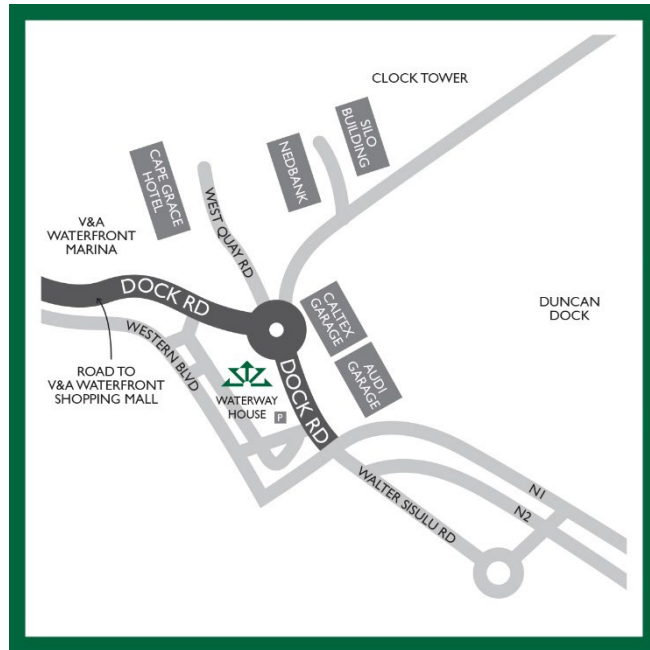 CLOCK TOWER
SILO
BUILDING
NEDBANK
CAPE GRACE
HOTEL
WEST QUAY RD
V&A
WATERFRONT
MARINA
DOCK RD
CALTEX
GARAGE
DUNCAN
DOCK
WESTERN BLVD
AUDI
GARAGE
ROAD TO
V&A WATERFRONT
SHOPPING MALL
WATERWAY
HOUSE
P
DOCK RD
WALTER SISULU RD
N1
N2